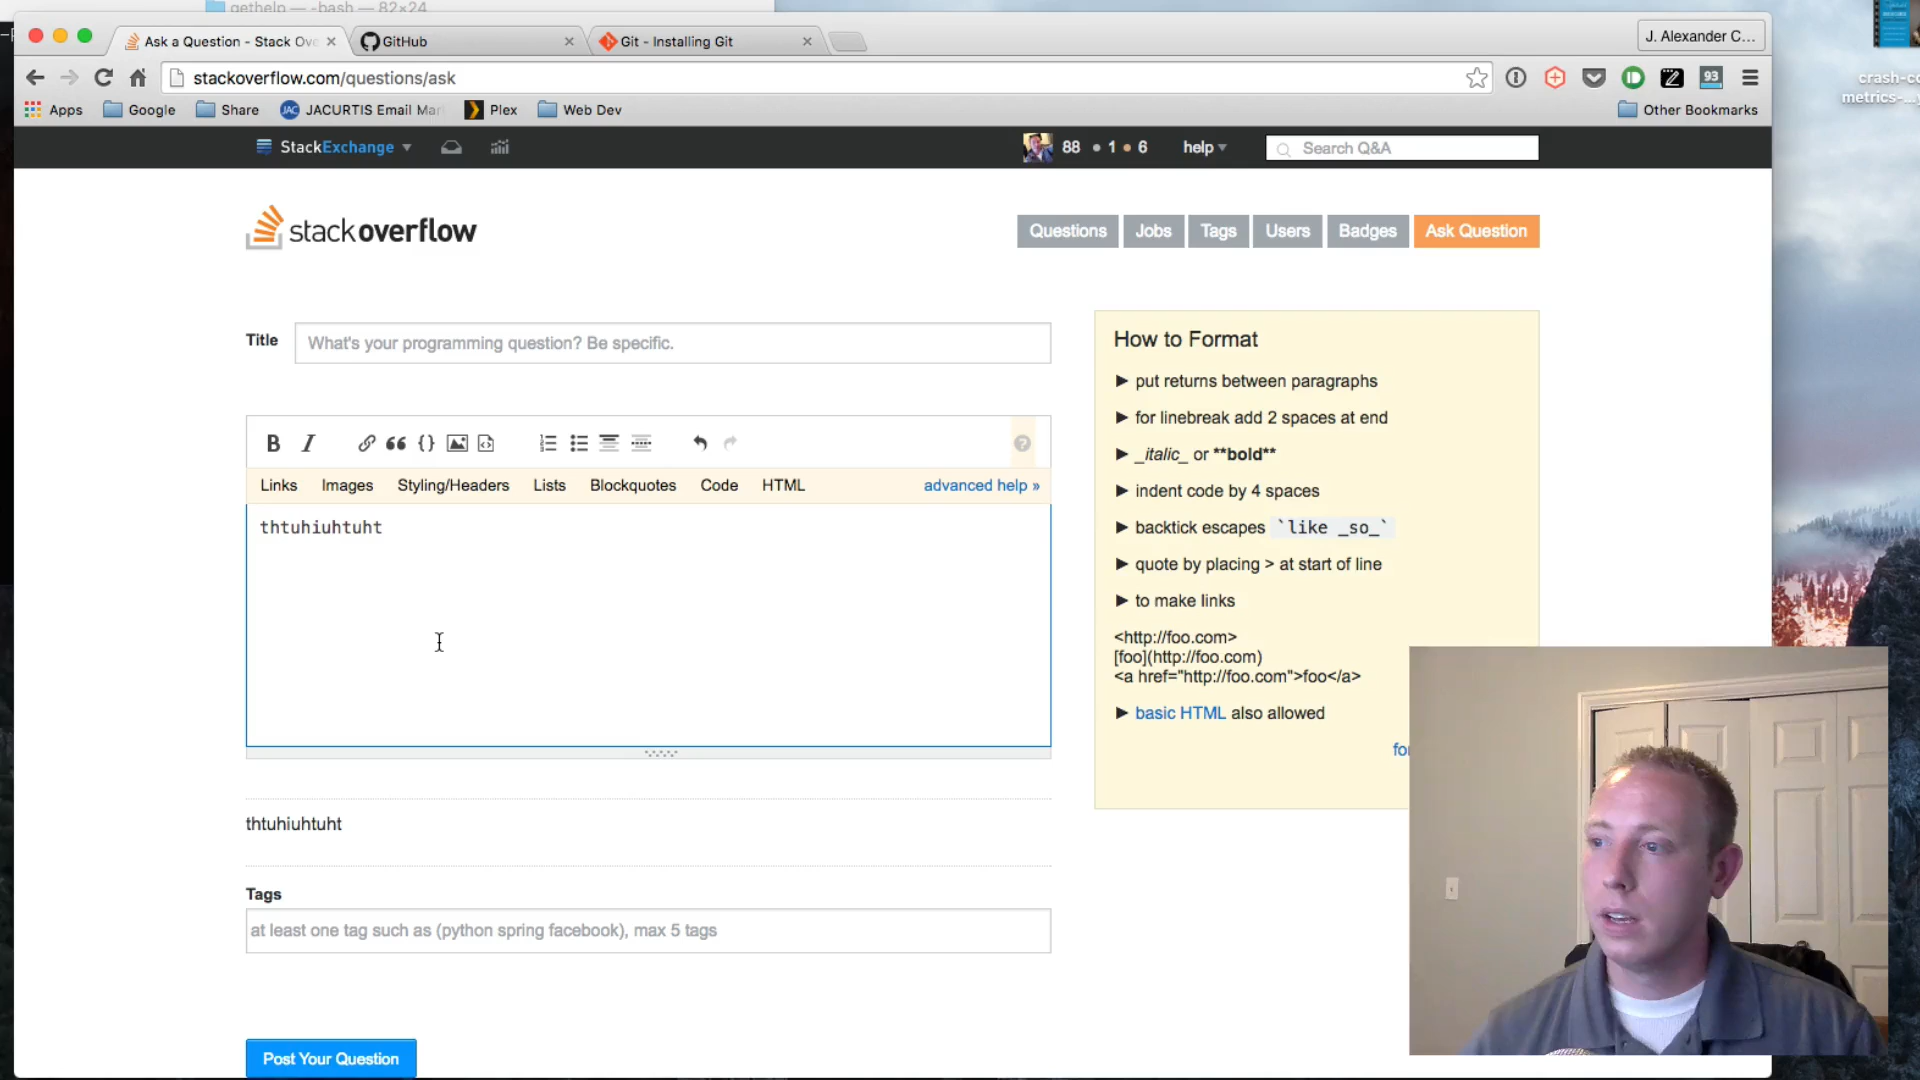 gethelp — -bash — 82×24
Ask a Question - Stack Ove
GitHub
Git - Installing Git
J. Alexander C...
stackoverflow.com/questions/ask
93
Apps
Google
Share
JAC
JACURTIS Email Mar
Plex
Web Dev
Other Bookmarks
crash-co
metrics-...y
StackExchange
88 ● 1 ● 6
help
Search Q&A
stackoverflow
Questions
Jobs
Tags
Users
Badges
Ask Question
Title
What's your programming question? Be specific.
B I
Links
Images
Styling/Headers
Lists
Blockquotes
Code
HTML
advanced help »
thtuhiuhtuht
thtuhiuhtuht
Tags
at least one tag such as (python spring facebook), max 5 tags
Post Your Question
How to Format
► put returns between paragraphs
► for linebreak add 2 spaces at end
► _italic_ or **bold**
► indent code by 4 spaces
► backtick escapes `like _so_`
► quote by placing > at start of line
► to make links
<http://foo.com>
[foo](http://foo.com)
<a href="http://foo.com">foo</a>
► basic HTML also allowed